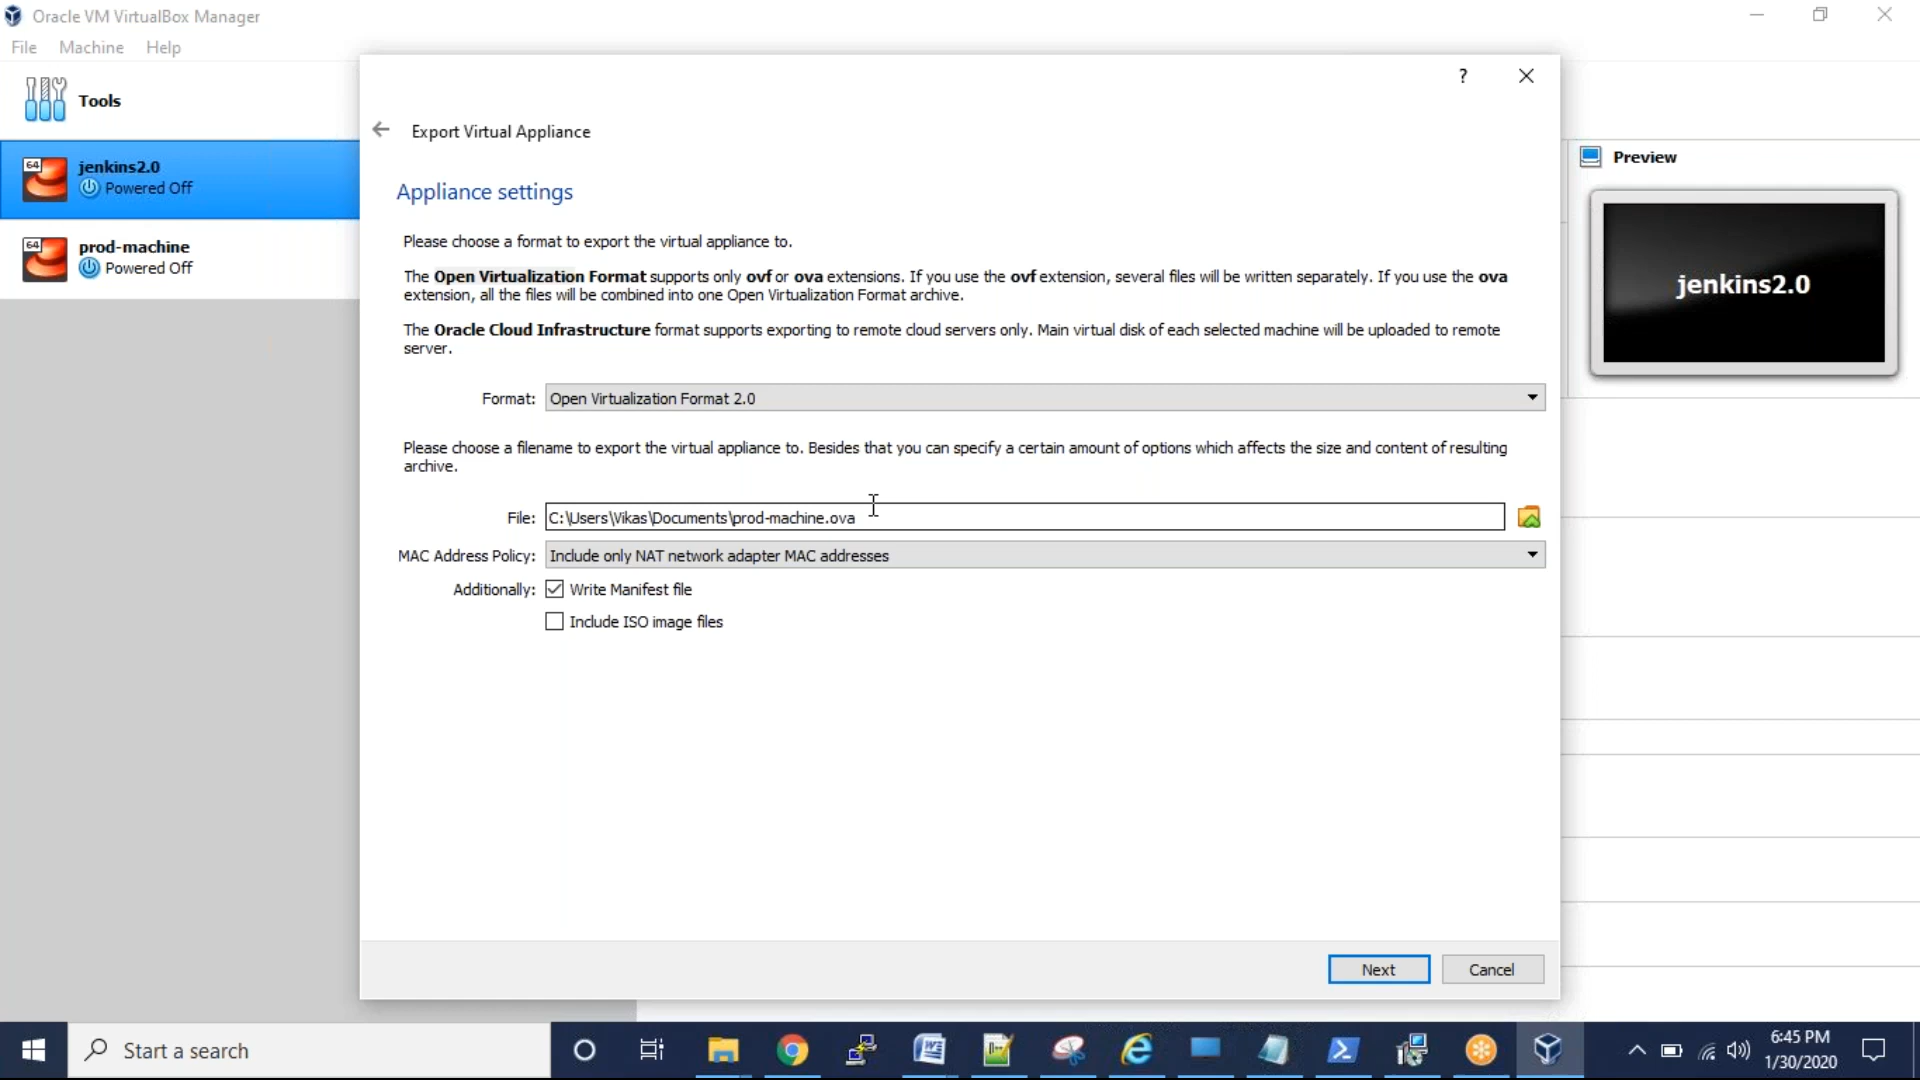 Oracle VM VirtualBox Manager
File Machine Help
Tools
64
jenkins2.0
Powered Off
64
prod-machine
Powered Off
?
Export Virtual Appliance
Appliance settings
Please choose a format to export the virtual appliance to.
The Open Virtualization Format supports only ovf or ova extensions. If you use the ovf extension, several files will be written separately. If you use the ova
extension, all the files will be combined into one Open Virtualization Format archive.
The Oracle Cloud Infrastructure format supports exporting to remote cloud servers only. Main virtual disk of each selected machine will be uploaded to remote
server.
Format: Open Virtualization Format 2.0
Please choose a filename to export the virtual appliance to. Besides that you can specify a certain amount of options which affects the size and content of resulting
archive.
File: C:\Users\Vikas\Documents\prod-machine.ova
MAC Address Policy: Include only NAT network adapter MAC addresses
Additionally: Write Manifest file
Include ISO image files
Next Cancel
Preview
jenkins2.0
Start a search
6:45 PM
1/30/2020